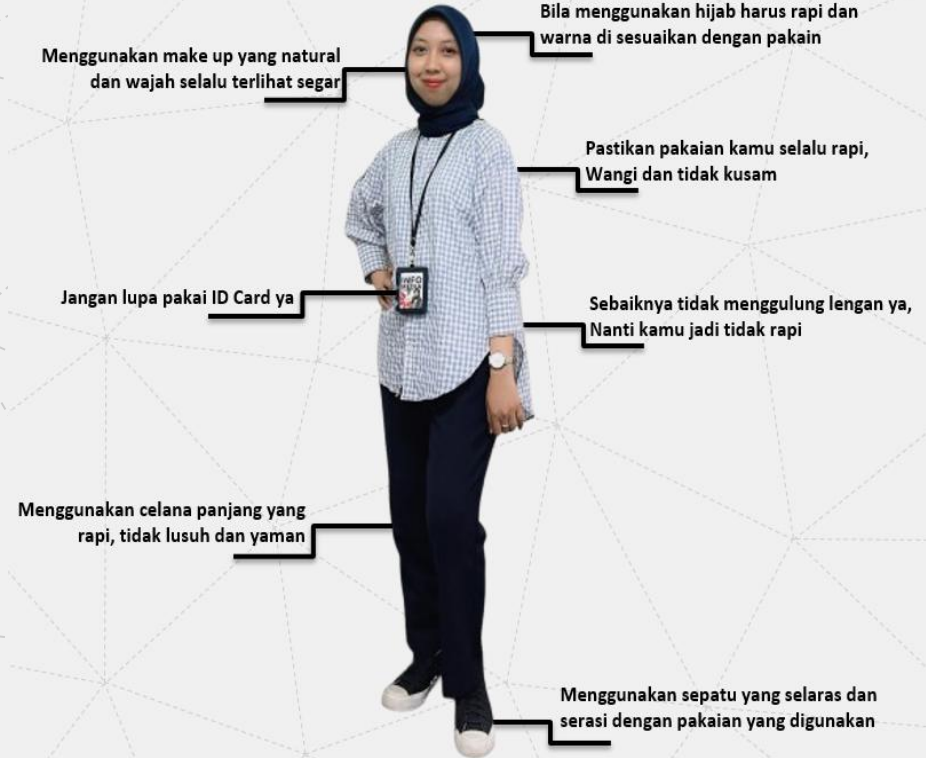 Bila menggunakan hijab harus rapi dan
warna di sesuaikan dengan pakain
Menggunakan make up yang natural
dan wajah selalu terlihat segar
Pastikan pakaian kamu selalu rapi,
Wangi dan tidak kusam
Jangan lupa pakai ID Card ya
Sebaiknya tidak menggulung lengan ya,
Nanti kamu jadi tidak rapi
Menggunakan celana panjang yang
rapi, tidak lusuh dan yaman
Menggunakan sepatu yang selaras dan
serasi dengan pakaian yang digunakan